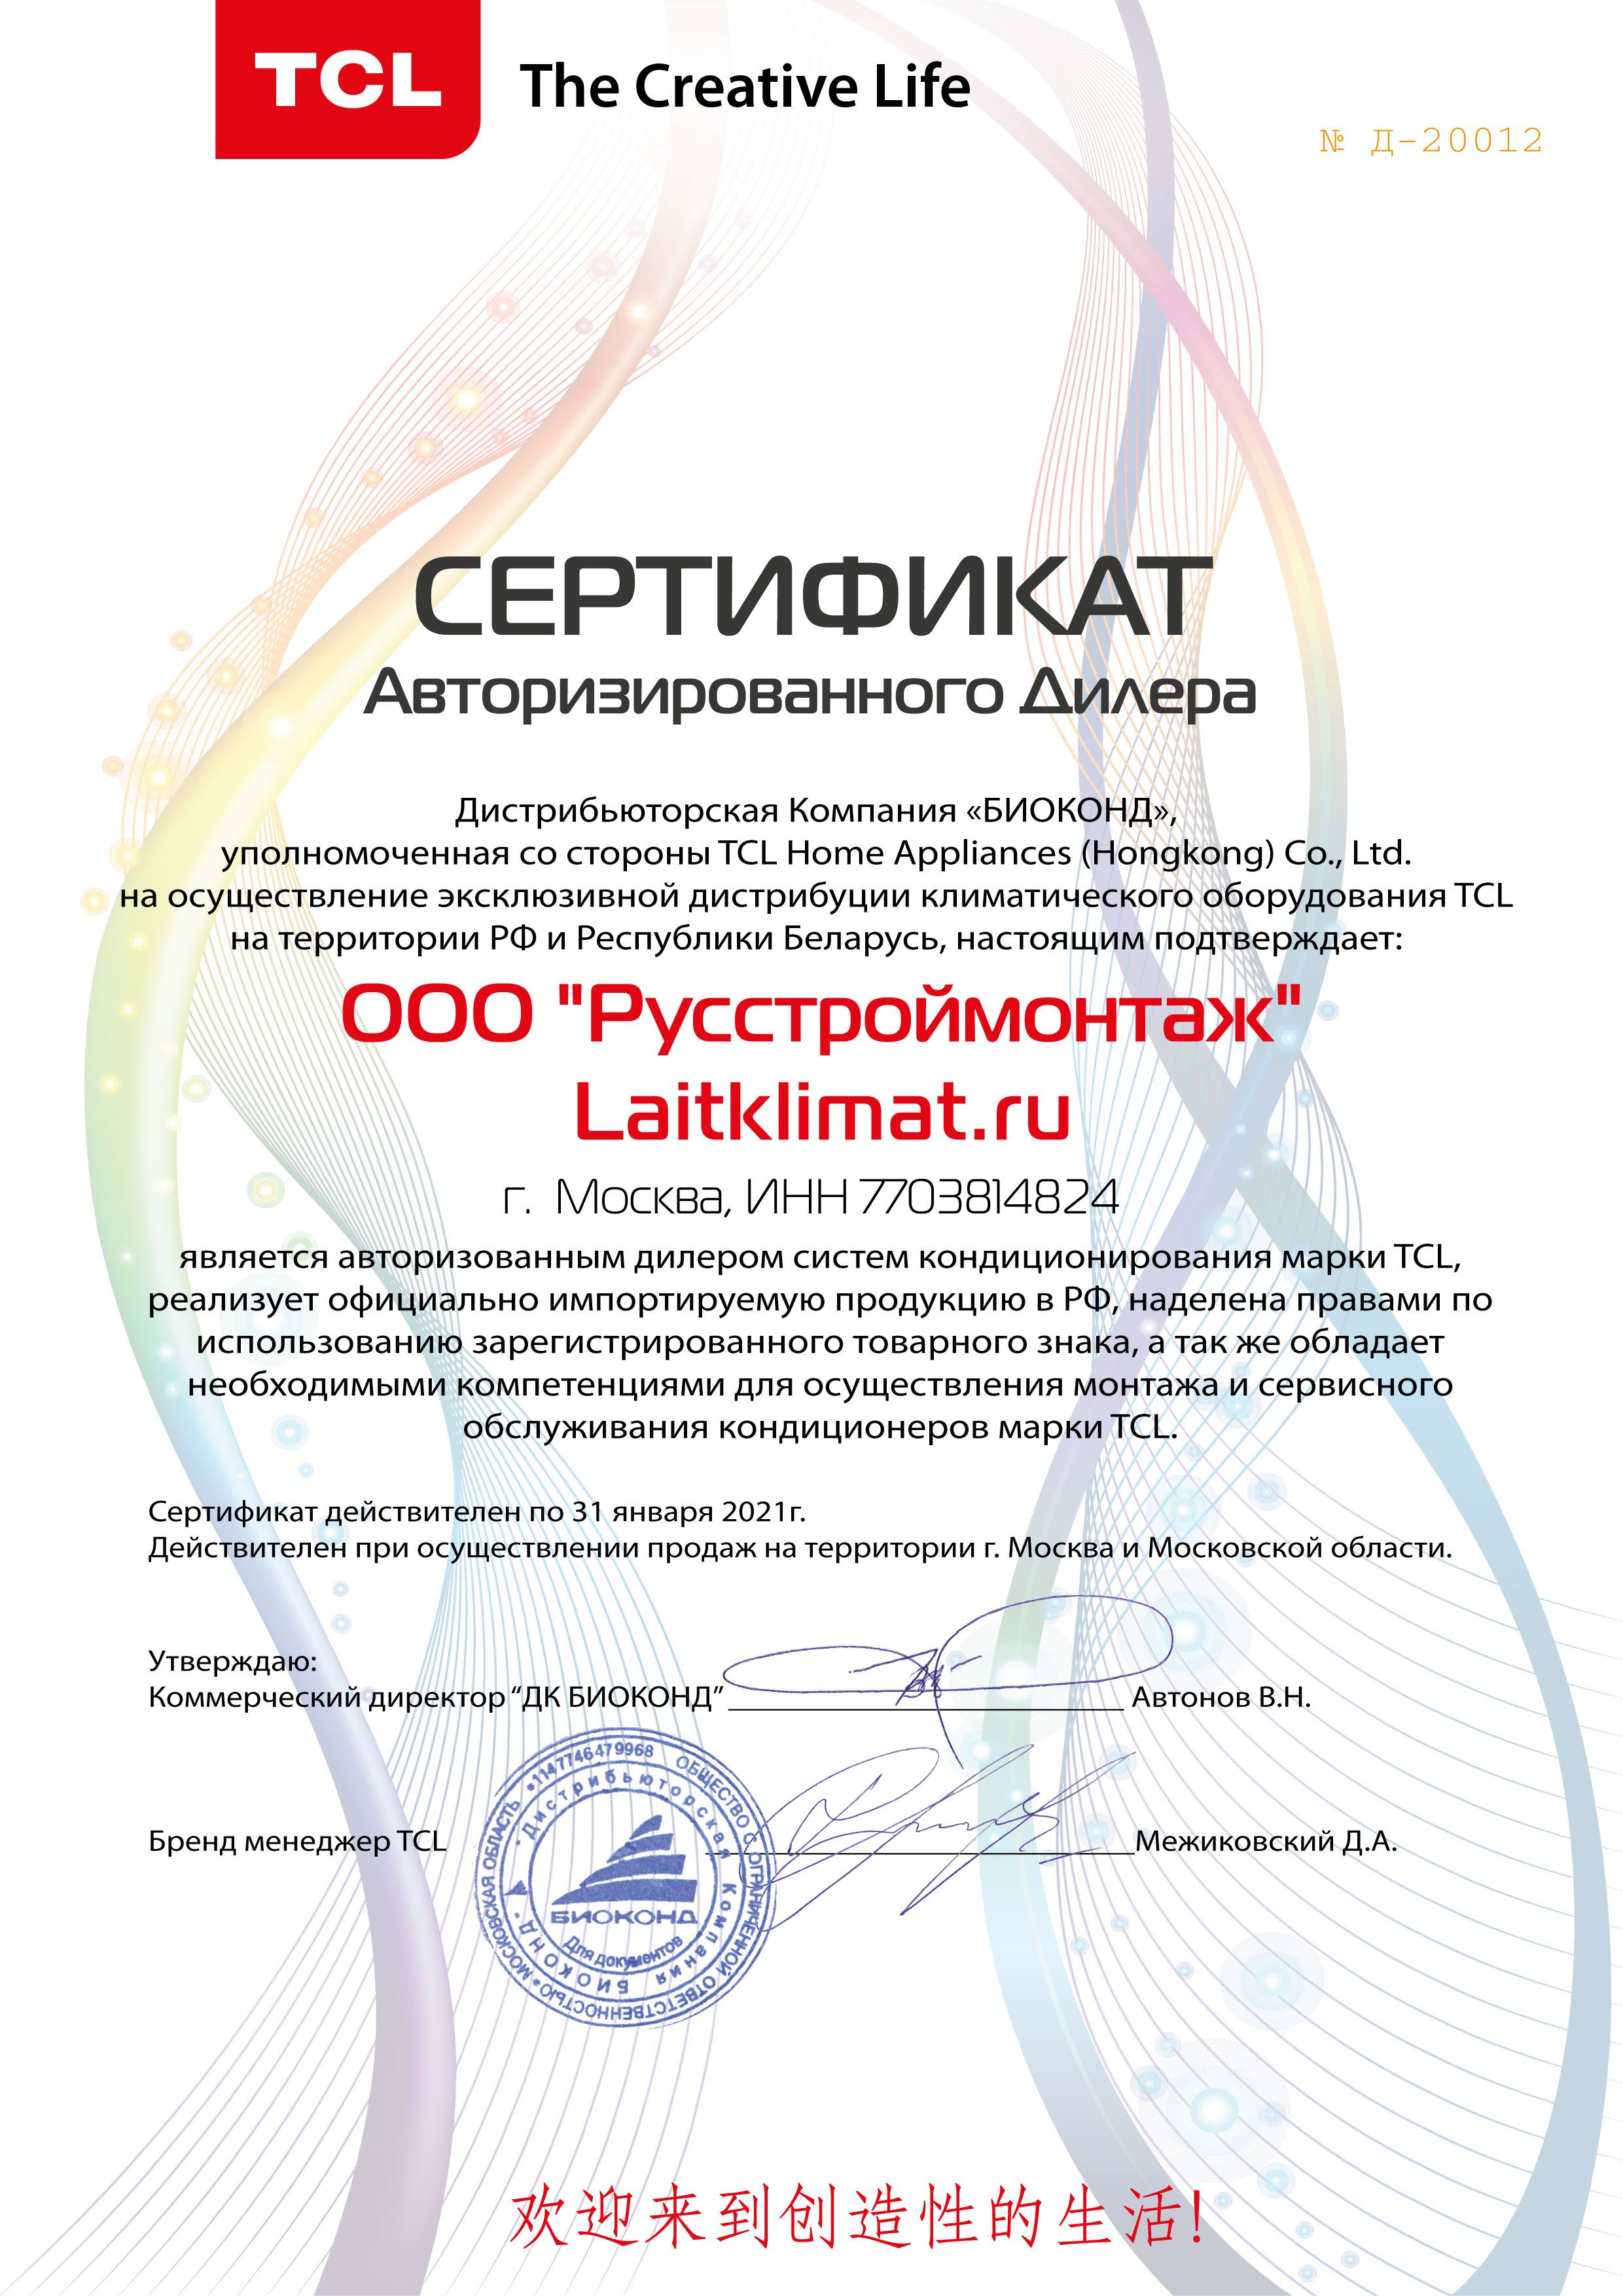 TCL
The Creative Life
№ Д-20012
СЕРТИФИКАТ
Авторизированного Дилера
Дистрибьюторская Компания «БИОКОНД»,
уполномоченная со стороны TCL Home Appliances (Hongkong) Co., Ltd.
на осуществление эксклюзивной дистрибуции климатического оборудования TCL
на территории РФ и Республики Беларусь, настоящим подтверждает:
ООО "Русстроймонтаж"
Laitklimat.ru
г. Москва, ИНН 7703814824
является авторизованным дилером систем кондиционирования марки TCL,
реализует официально импортируемую продукцию в РФ, наделена правами по
использованию зарегистрированного товарного знака, а так же обладает
необходимыми компетенциями для осуществления монтажа и сервисного
обслуживания кондиционеров марки TCL.
Сертификат действителен по 31 января 2021г.
Действителен при осуществлении продаж на территории г. Москва и Московской области.
Утверждаю:
Коммерческий директор “ДК БИОКОНД” Автонов В.Н.
Бренд менеджер TCL Межиковский Д.А.
*1147746479968 ОБЩЕСТВО С ОГРАНИЧЕННОЙ ОТВЕТСТВЕННОСТЬЮ* МОСКОВСКАЯ ОБЛАСТЬ
Дистрибьюторская Компания БИОКОНД
БИОКОНД
Для документов
欢迎来到创造性的生活!